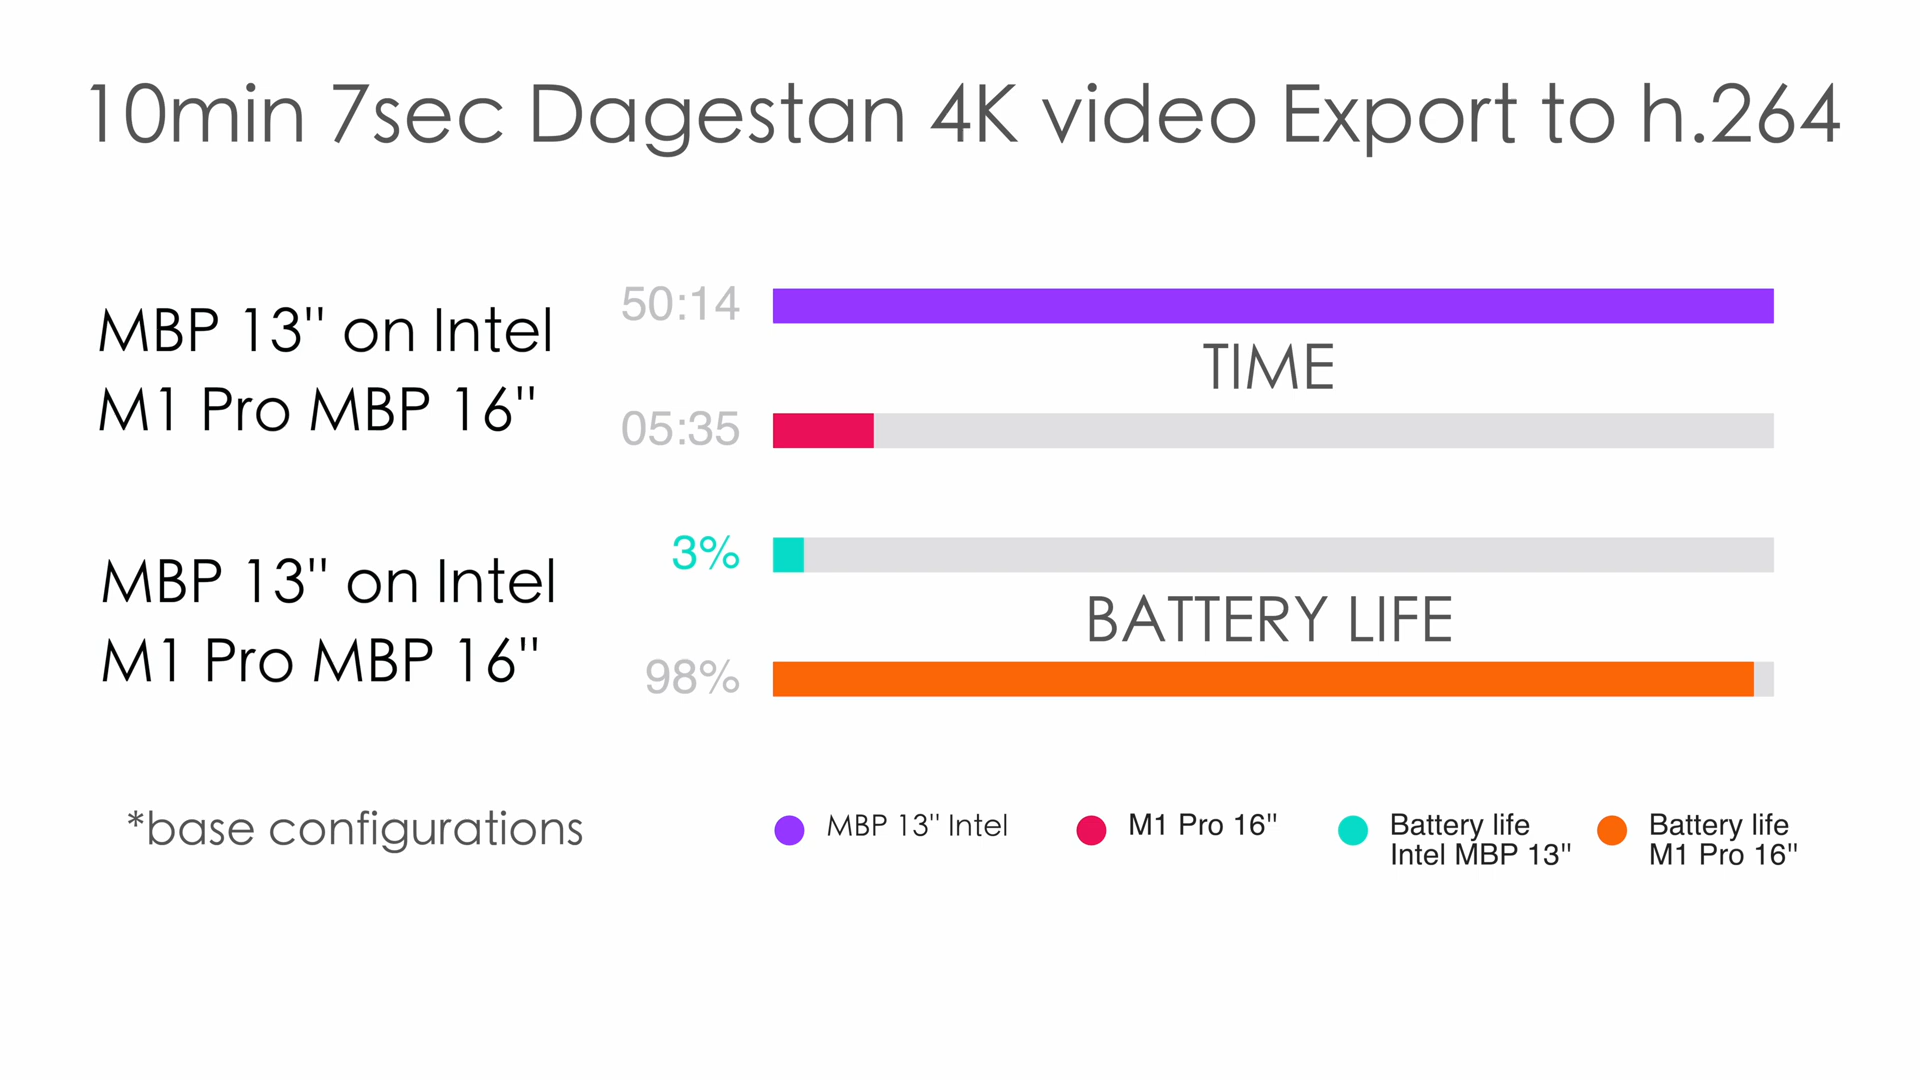 10min 7sec Dagestan 4K video Export to h.264
MBP 13" on Intel
M1 Pro MBP 16"
50:14
TIME
05:35
MBP 13" on Intel
M1 Pro MBP 16"
3%
BATTERY LIFE
98%
*base configurations
MBP 13" Intel
M1 Pro 16"
Battery life
Intel MBP 13"
Battery life
M1 Pro 16"